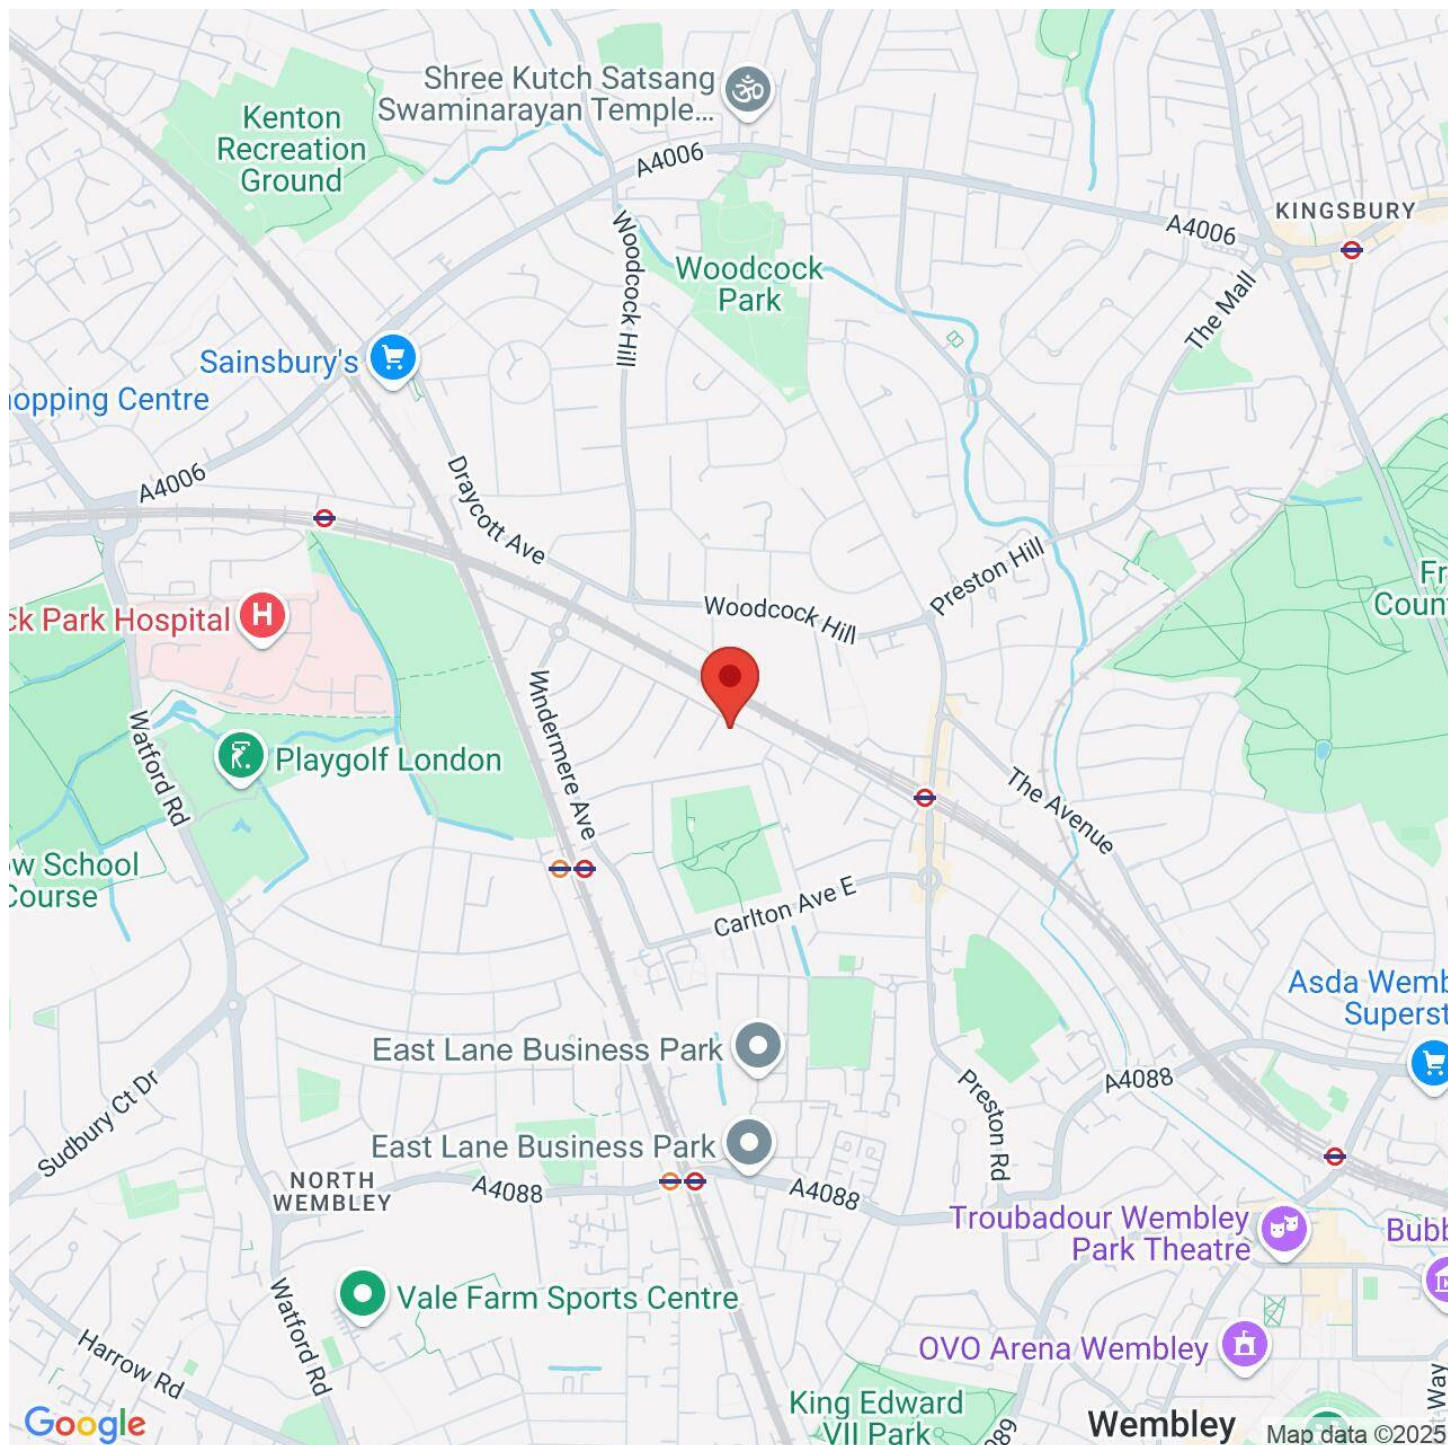 Shree Kutch Satsang
Swaminarayan Temple...
Kenton
Recreation
Ground
A4006
KINGSBURY
A4006
Woodcock Hill
Woodcock
Park
The Mall
Sainsbury's
hopping Centre
A4006
Draycott Ave
Preston Hill
Fr
Coun
Woodcock Hill
ck Park Hospital
H
Windermere Ave
Watford Rd
Playgolf London
The Avenue
w School
Course
Carlton Ave E
Asda Wemb
Superst
East Lane Business Park
Sudbury Ct Dr
Preston Rd
A4088
East Lane Business Park
NORTH
WEMBLEY
A4088
A4088
Troubadour Wembley
Park Theatre
Bubb
Vale Farm Sports Centre
Watford Rd
Harrow Rd
OVO Arena Wembley
King Edward
VII Park
089
Wembley
Way
Google
Map data ©2025